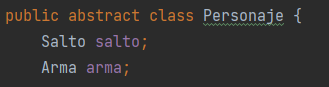 public abstract class Personaje {
Salto salto;
Arma arma;